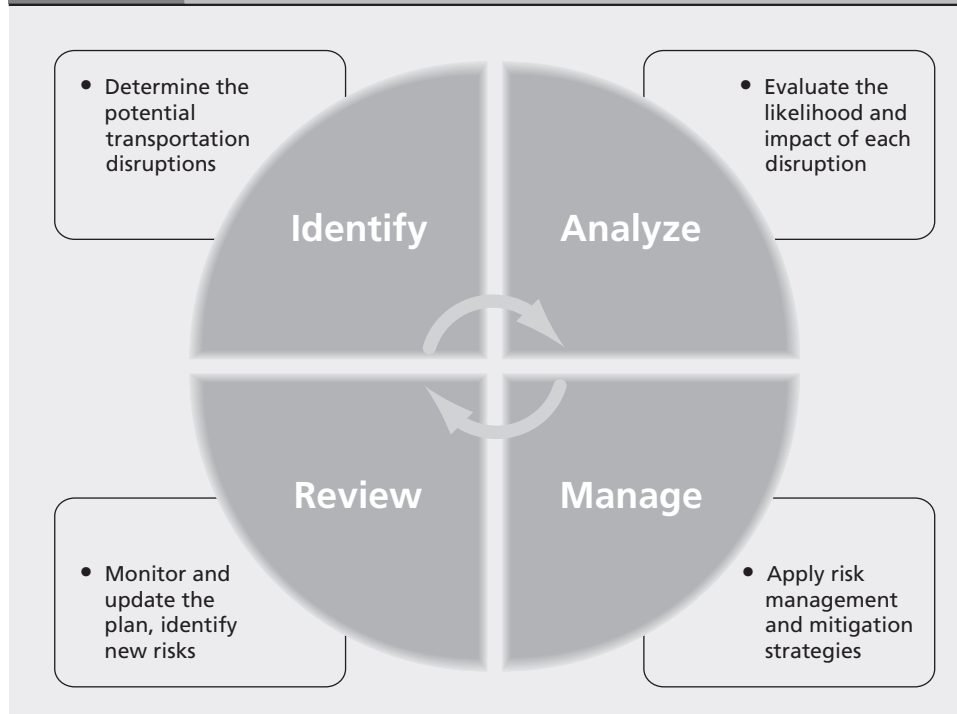 • Determine the
potential
transportation
disruptions
• Evaluate the
likelihood and
impact of each
disruption
Identify
Analyze
Review
Manage
• Monitor and
update the
plan, identify
new risks
• Apply risk
management
and mitigation
strategies